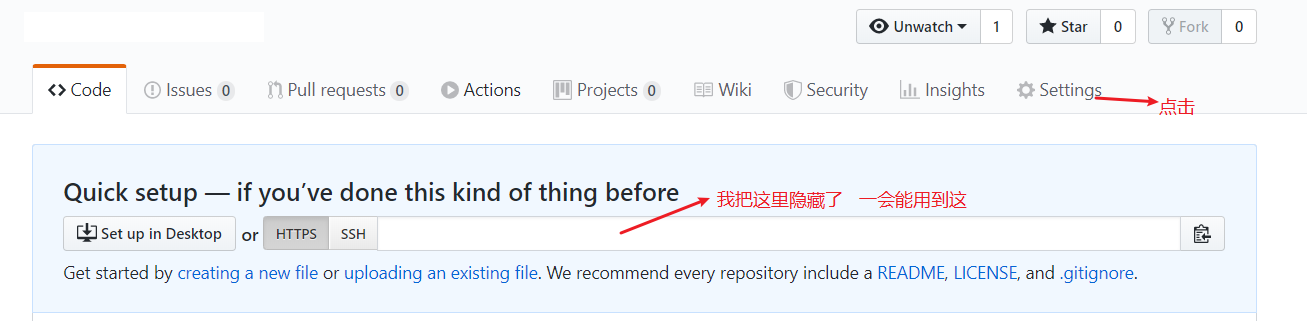 Unwatch 1 Star 0 Fork 0
Code Issues 0 Pull requests 0 Actions Projects 0 Wiki Security Insights Settings
点击
Quick setup — if you’ve done this kind of thing before
我把这里隐藏了 一会能用到这
Set up in Desktop or HTTPS SSH
Get started by creating a new file or uploading an existing file. We recommend every repository include a README, LICENSE, and .gitignore.